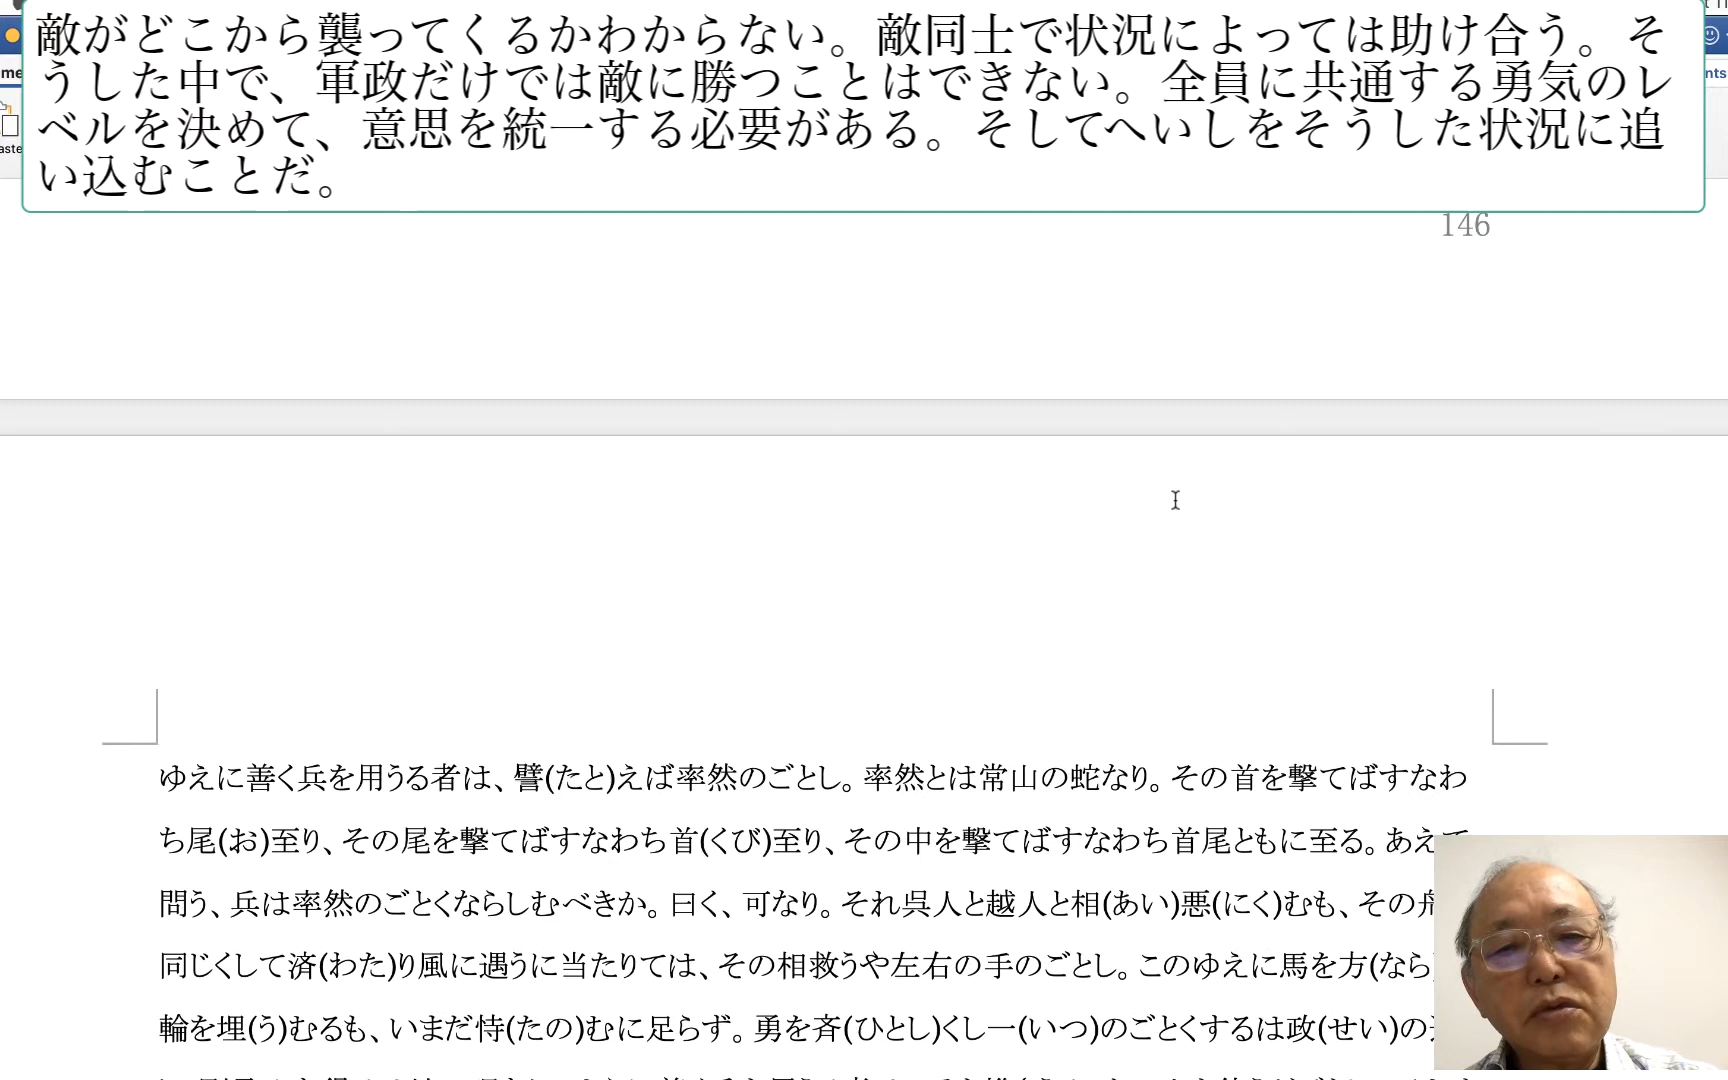 敵がどこから襲ってくるかわからない。敵同士で状況によっては助け合う。そ
うした中で、軍政だけでは敵に勝つことはできない。全員に共通する勇気のレ
ベルを決めて、意思を統一する必要がある。そしてへいしをそうした状況に追
い込むことだ。
me
nts
aste
146
ゆえに善く兵を用うる者は、譬(たと)えば率然のごとし。率然とは常山の蛇なり。その首を撃てばすなわ
ち尾(お)至り、その尾を撃てばすなわち首(くび)至り、その中を撃てばすなわち首尾ともに至る。あえて
問う、兵は率然のごとくならしむべきか。曰く、可なり。それ呉人と越人と相(あい)悪(にく)むも、その
同じくして済(わた)り風に遇うに当たりては、その相救うや左右の手のごとし。このゆえに馬を方(なら
輪を埋(う)むるも、いまだ恃(たの)むに足らず。勇を斉(ひとし)くし一(いつ)のごとくするは政(せい)の